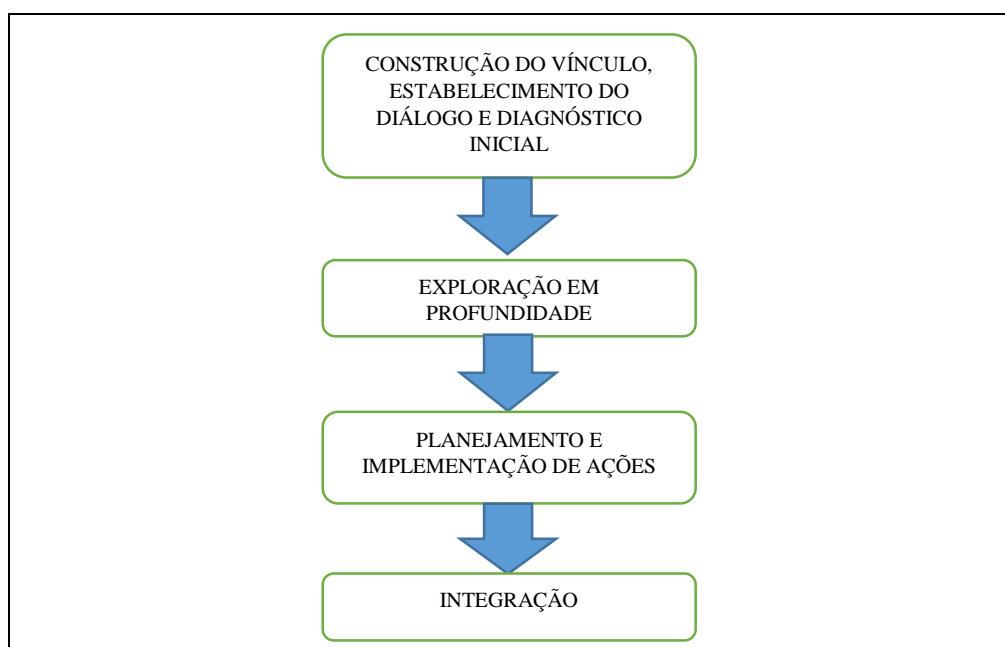 CONSTRUÇÃO DO VÍNCULO,
ESTABELECIMENTO DO
DIÁLOGO E DIAGNÓSTICO
INICIAL
EXPLORAÇÃO EM
PROFUNDIDADE
PLANEJAMENTO E
IMPLEMENTAÇÃO DE AÇÕES
INTEGRAÇÃO